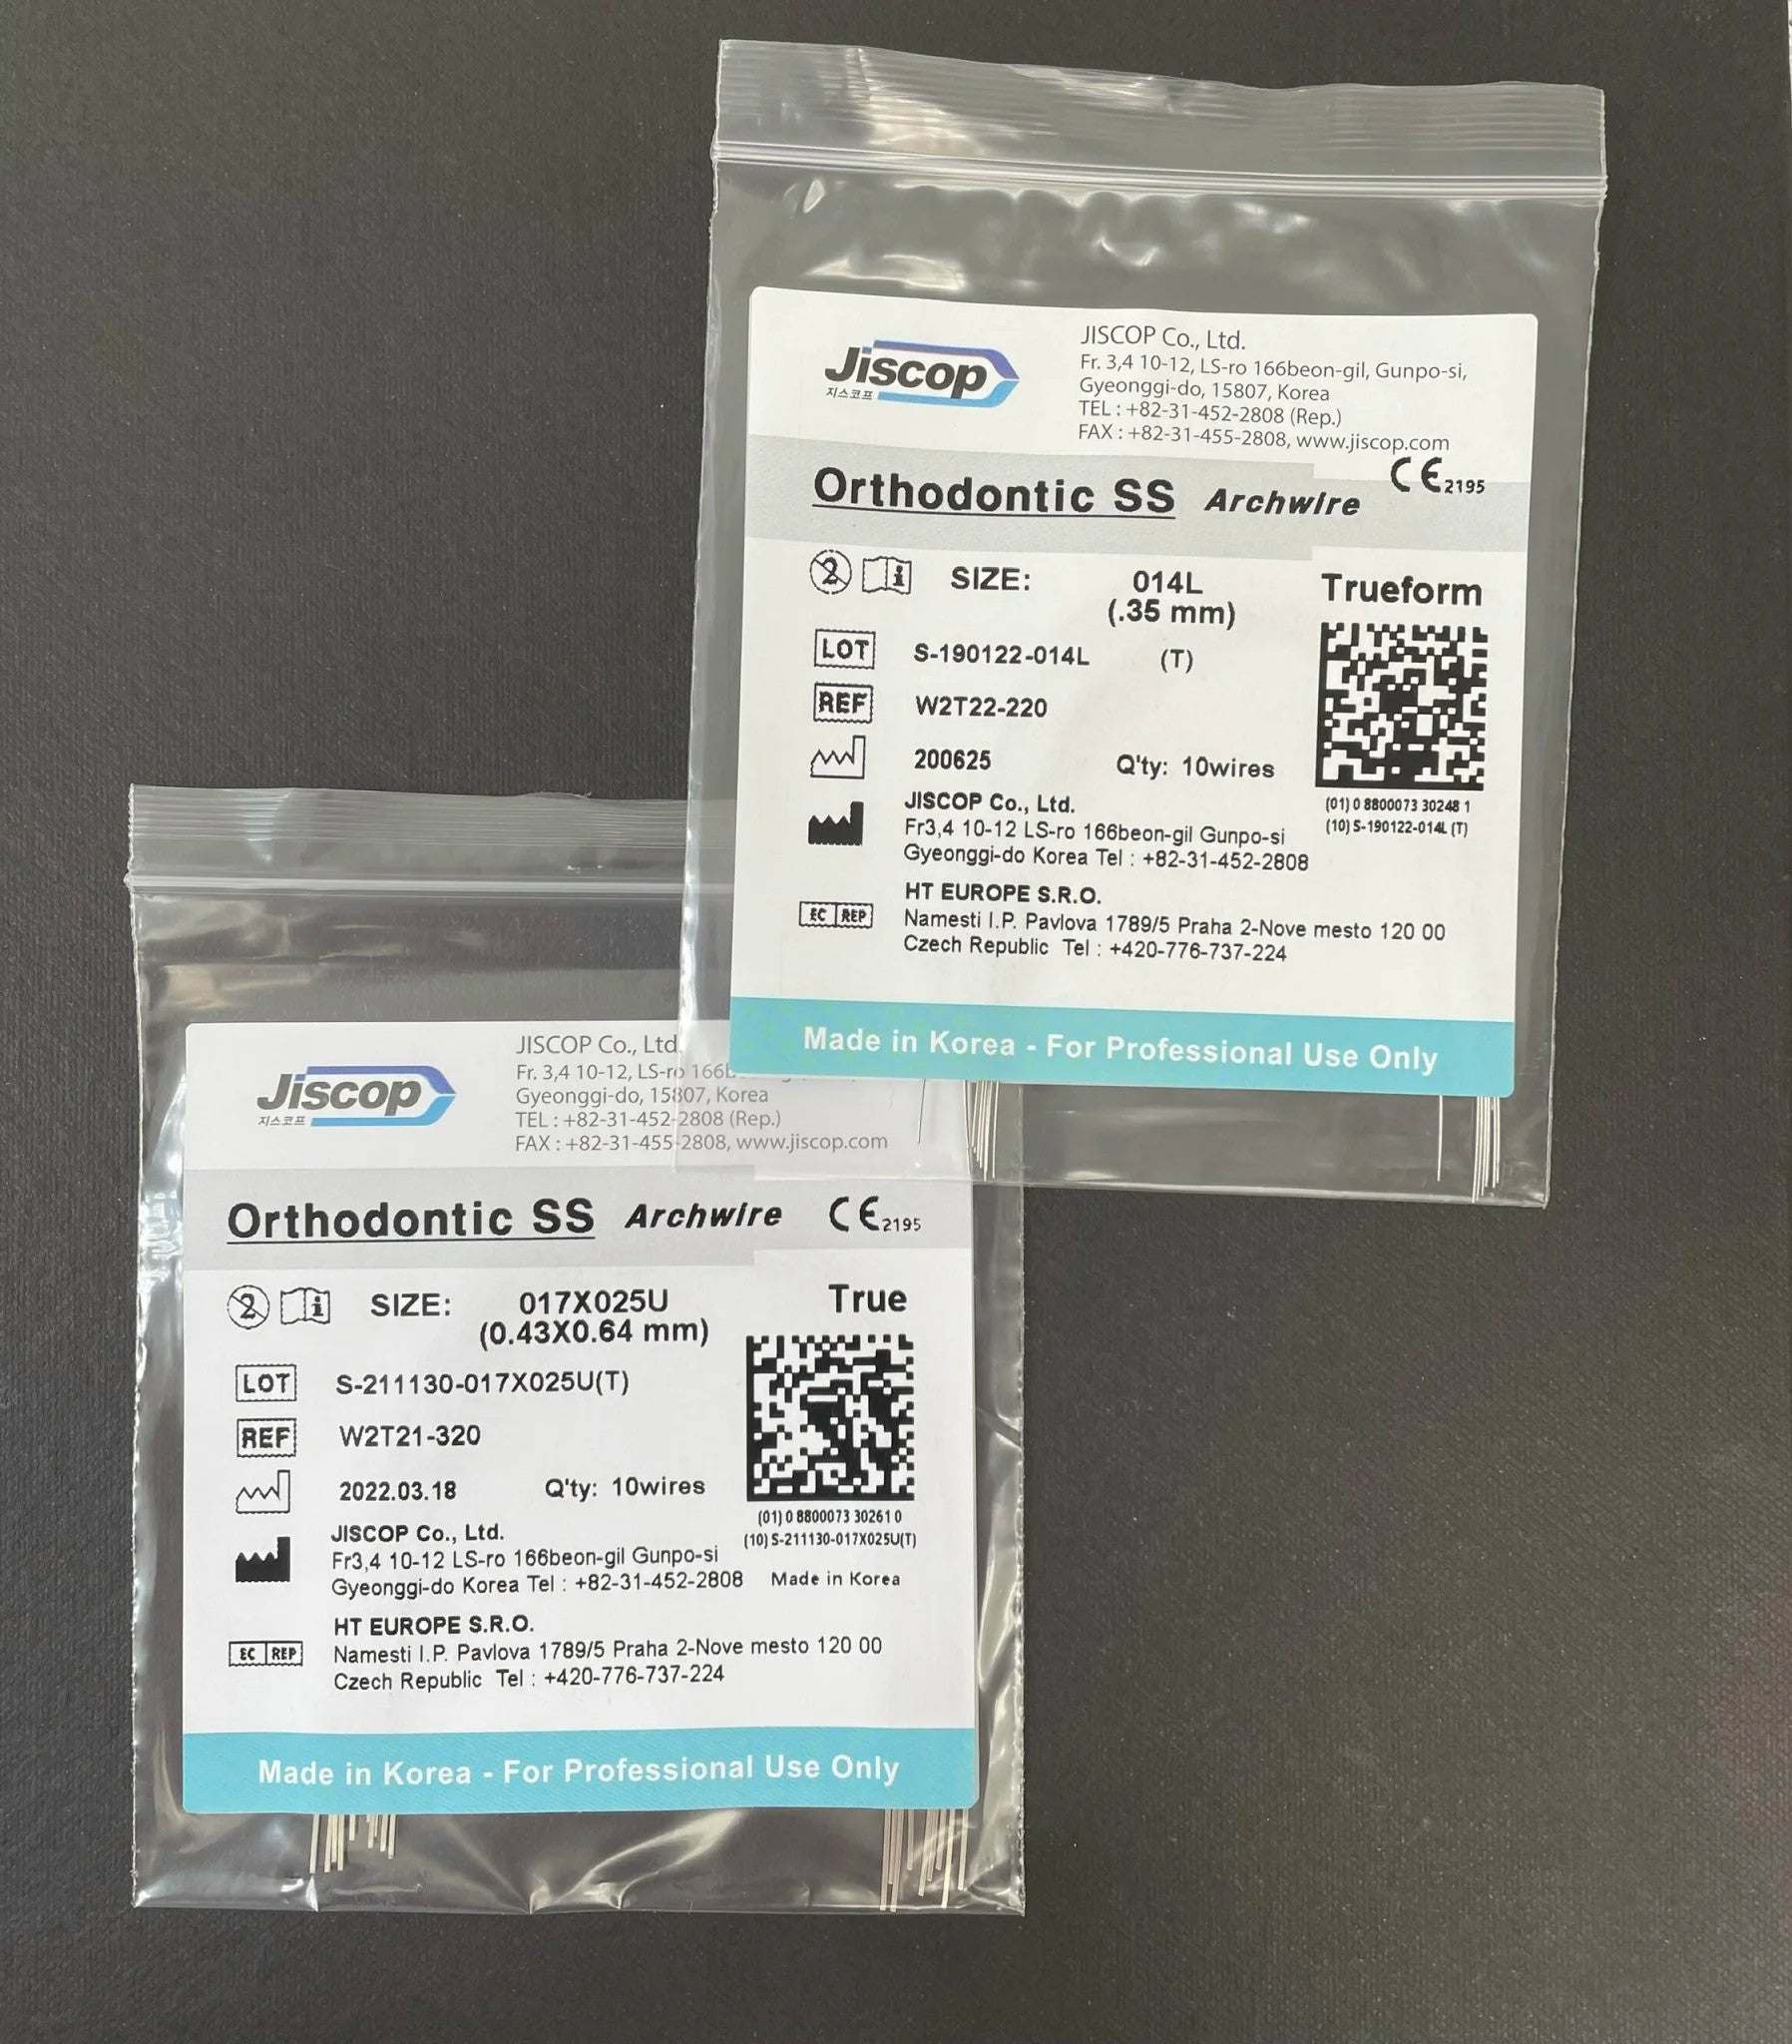 Jiscop
지스코프
JISCOP Co., Ltd.
Fr. 3,4 10-12, LS-ro 166beon-gil, Gunpo-si,
Gyeonggi-do, 15807, Korea
TEL : +82-31-452-2808 (Rep.)
FAX : +82-31-455-2808, www.jiscop.com
Orthodontic SS Archwire CE 2195
2 i SIZE: 014L
(.35 mm)
Trueform
LOT S-190122-014L (T)
REF W2T22-220
200625 Q'ty: 10wires
(01) 0 8800073 30248 1
(10) S-190122-014L (T)
JISCOP Co., Ltd.
Fr3,4 10-12 LS-ro 166beon-gil Gunpo-si
Gyeonggi-do Korea Tel : +82-31-452-2808
HT EUROPE S.R.O.
EC REP Namesti I.P. Pavlova 1789/5 Praha 2-Nove mesto 120 00
Czech Republic Tel : +420-776-737-224
Made in Korea - For Professional Use Only
Jiscop
지스코프
JISCOP Co., Ltd.
Fr. 3,4 10-12, LS-ro
Gyeonggi-do, 15807, Korea
TEL : +82-31-452-2808 (Rep.)
FAX : +82-31-455-2808, www.jiscop.com
Orthodontic SS Archwire CE 2195
2 i SIZE: 017X025U
(0.43X0.64 mm)
True
LOT S-211130-017X025U(T)
REF W2T21-320
2022.03.18 Q'ty: 10wires
(01) 0 8800073 30261 0
(10) S-211130-017X025U(T)
JISCOP Co., Ltd.
Fr3,4 10-12 LS-ro 166beon-gil Gunpo-si
Gyeonggi-do Korea Tel : +82-31-452-2808 Made in Korea
HT EUROPE S.R.O.
EC REP Namesti I.P. Pavlova 1789/5 Praha 2-Nove mesto 120 00
Czech Republic Tel : +420-776-737-224
Made in Korea - For Professional Use Only